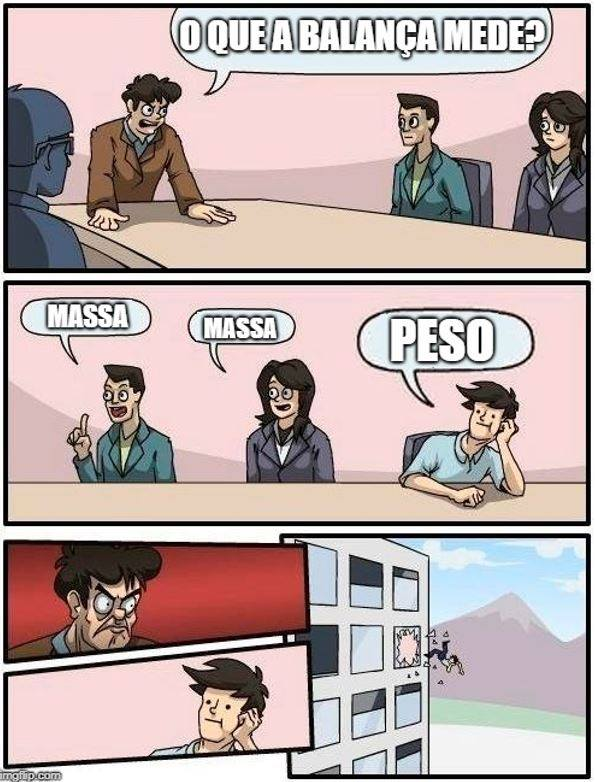 O QUE A BALANÇA MEDE?
MASSA
MASSA
PESO
imgflip.com